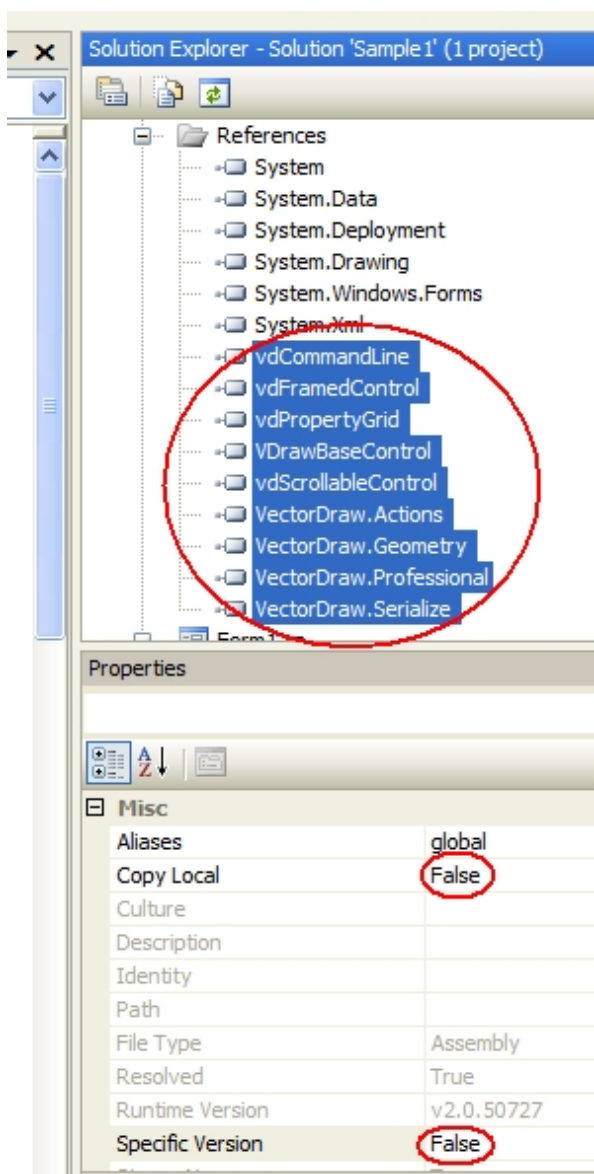 Solution Explorer - Solution 'Sample1' (1 project)
References
System
System.Data
System.Deployment
System.Drawing
System.Windows.Forms
System.Xml
vdCommandLine
vdFramedControl
vdPropertyGrid
VDrawBaseControl
vdScrollableControl
VectorDraw.Actions
VectorDraw.Geometry
VectorDraw.Professional
VectorDraw.Serialize
Properties
A Z
Misc
Aliases global
Copy Local False
Culture
Description
Identity
Path
File Type Assembly
Resolved True
Runtime Version v2.0.50727
Specific Version False